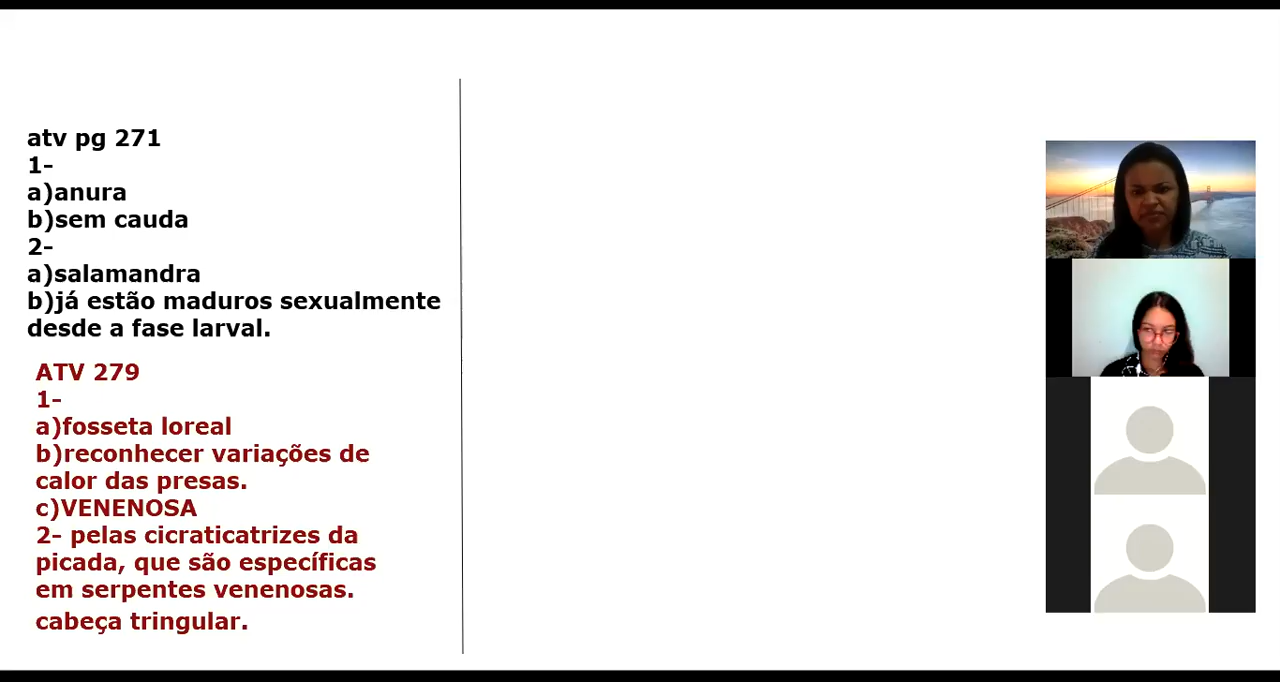 atv pg 271
1-
a)anura
b)sem cauda
2-
a)salamandra
b)já estão maduros sexualmente
desde a fase larval.
ATV 279
1-
a)fosseta loreal
b)reconhecer variações de
calor das presas.
c)VENENOSA
2- pelas cicraticatrizes da
picada, que são específicas
em serpentes venenosas.
cabeça tringular.